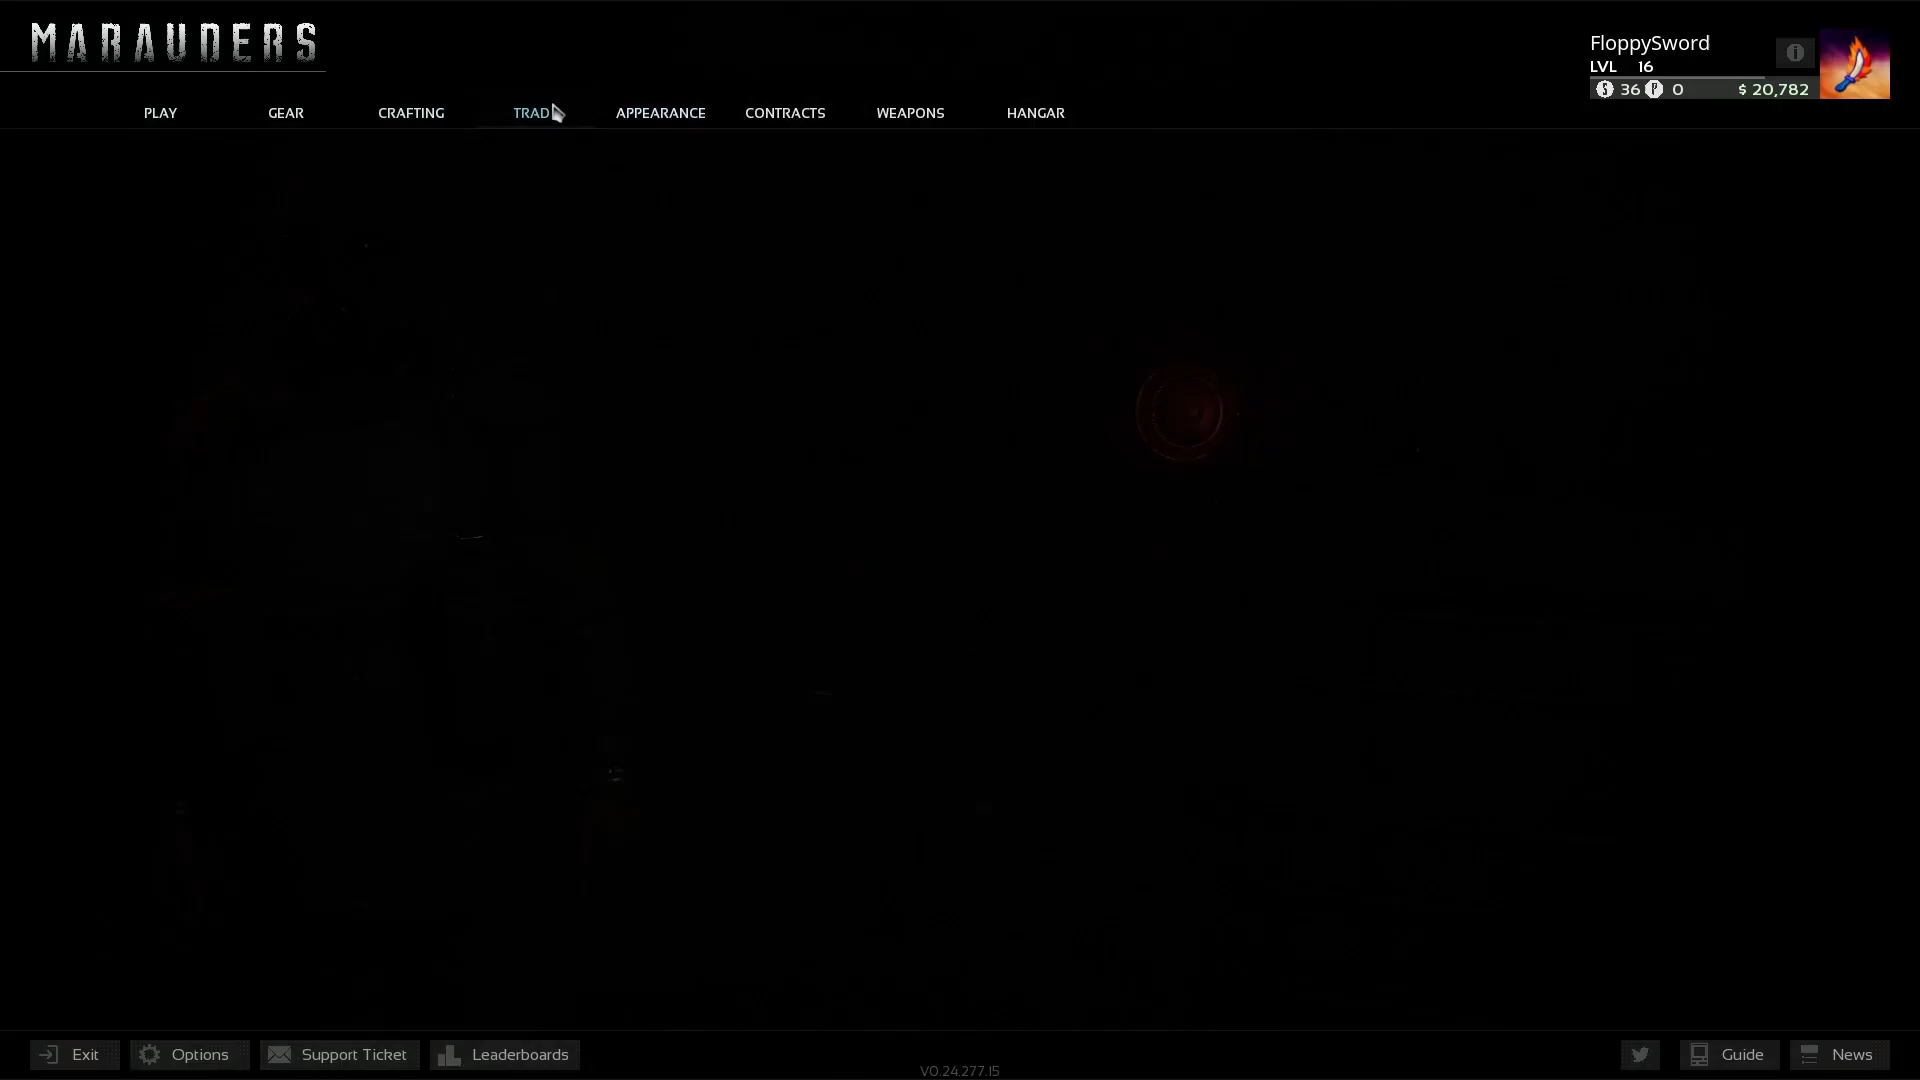 MARAUDERS
FloppySword
LVL 16
S 36 P 0 $ 20,782
PLAY GEAR CRAFTING TRAD APPEARANCE CONTRACTS WEAPONS HANGAR
Exit Options Support Ticket Leaderboards Guide News
V0.24.277.15